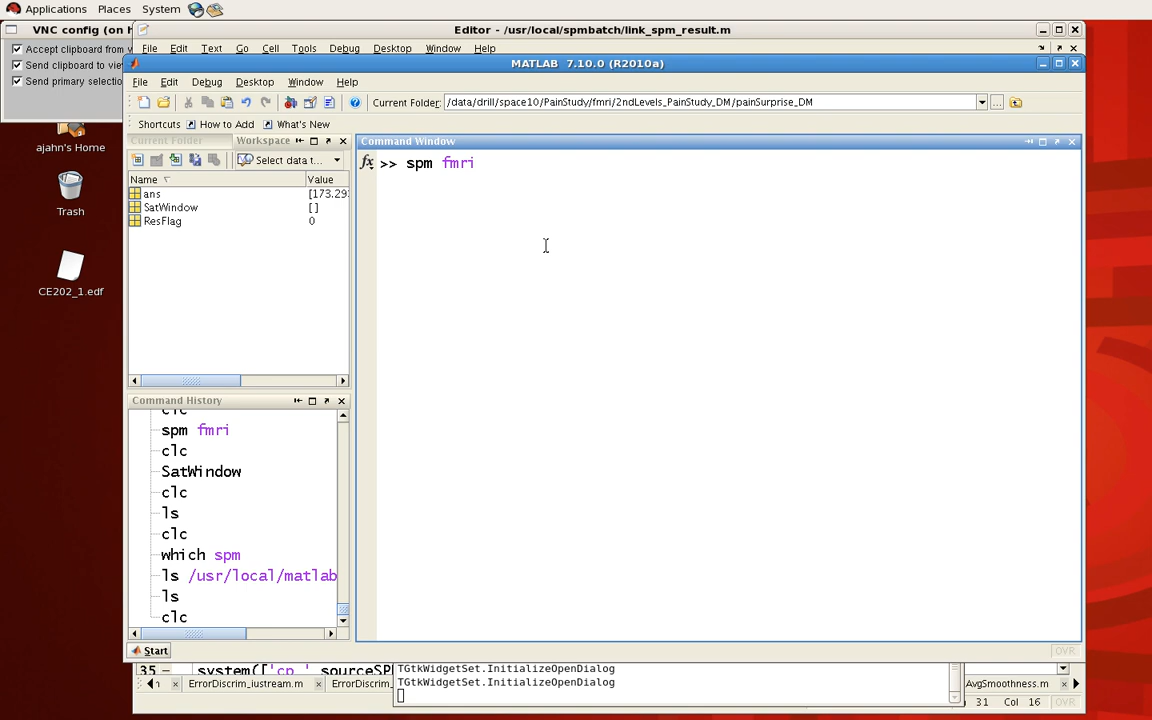 Applications Places System
VNC config (on h
Editor - /usr/local/spmbatch/link_spm_result.m
Accept clipboard from v
Send clipboard to vie
Send primary selectio
File Edit Text Go Cell Tools Debug Desktop Window Help
MATLAB 7.10.0 (R2010a)
File Edit Debug Desktop Window Help
Current Folder: /data/drill/space10/PainStudy/fmri/2ndLevels_PainStudy_DM/painSurprise_DM
Shortcuts How to Add What's New
Current Folder Workspace
Select data t...
Name Value
ans [173.29
SatWindow []
ResFlag 0
Command Window
fx >> spm fmri
ajahn's Home
Trash
CE202_1.edf
Command History
clc
spm fmri
clc
SatWindow
clc
ls
clc
which spm
ls /usr/local/matlab
ls
clc
Start
OVR
35 – system(['cp ' sourceSP
TGtkWidgetSet.InitializeOpenDialog
TGtkWidgetSet.InitializeOpenDialog
ErrorDiscrim_iustream.m ErrorDiscrim_
AvgSmoothness.m
31 Col 16 OVR